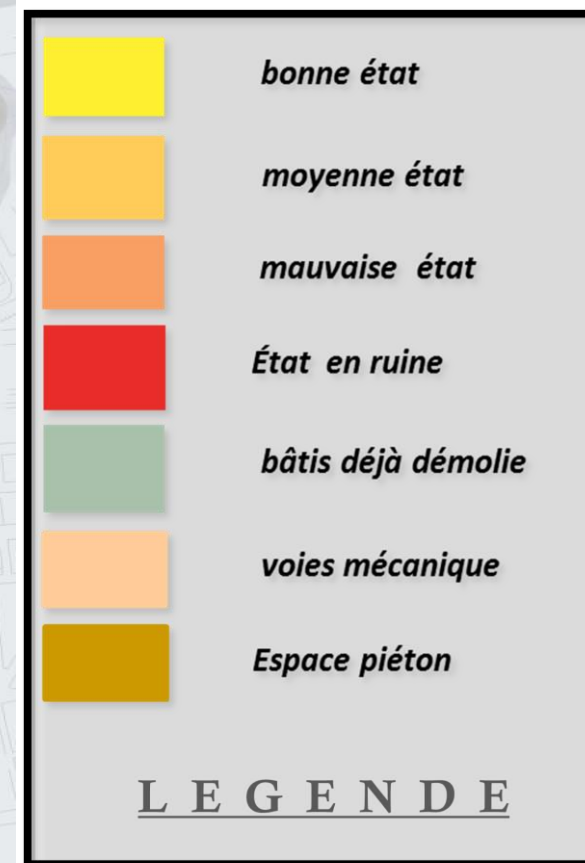 bonne état
moyenne état
mauvaise état
État en ruine
bâtis déjà démolie
voies mécanique
Espace piéton
L E G E N D E